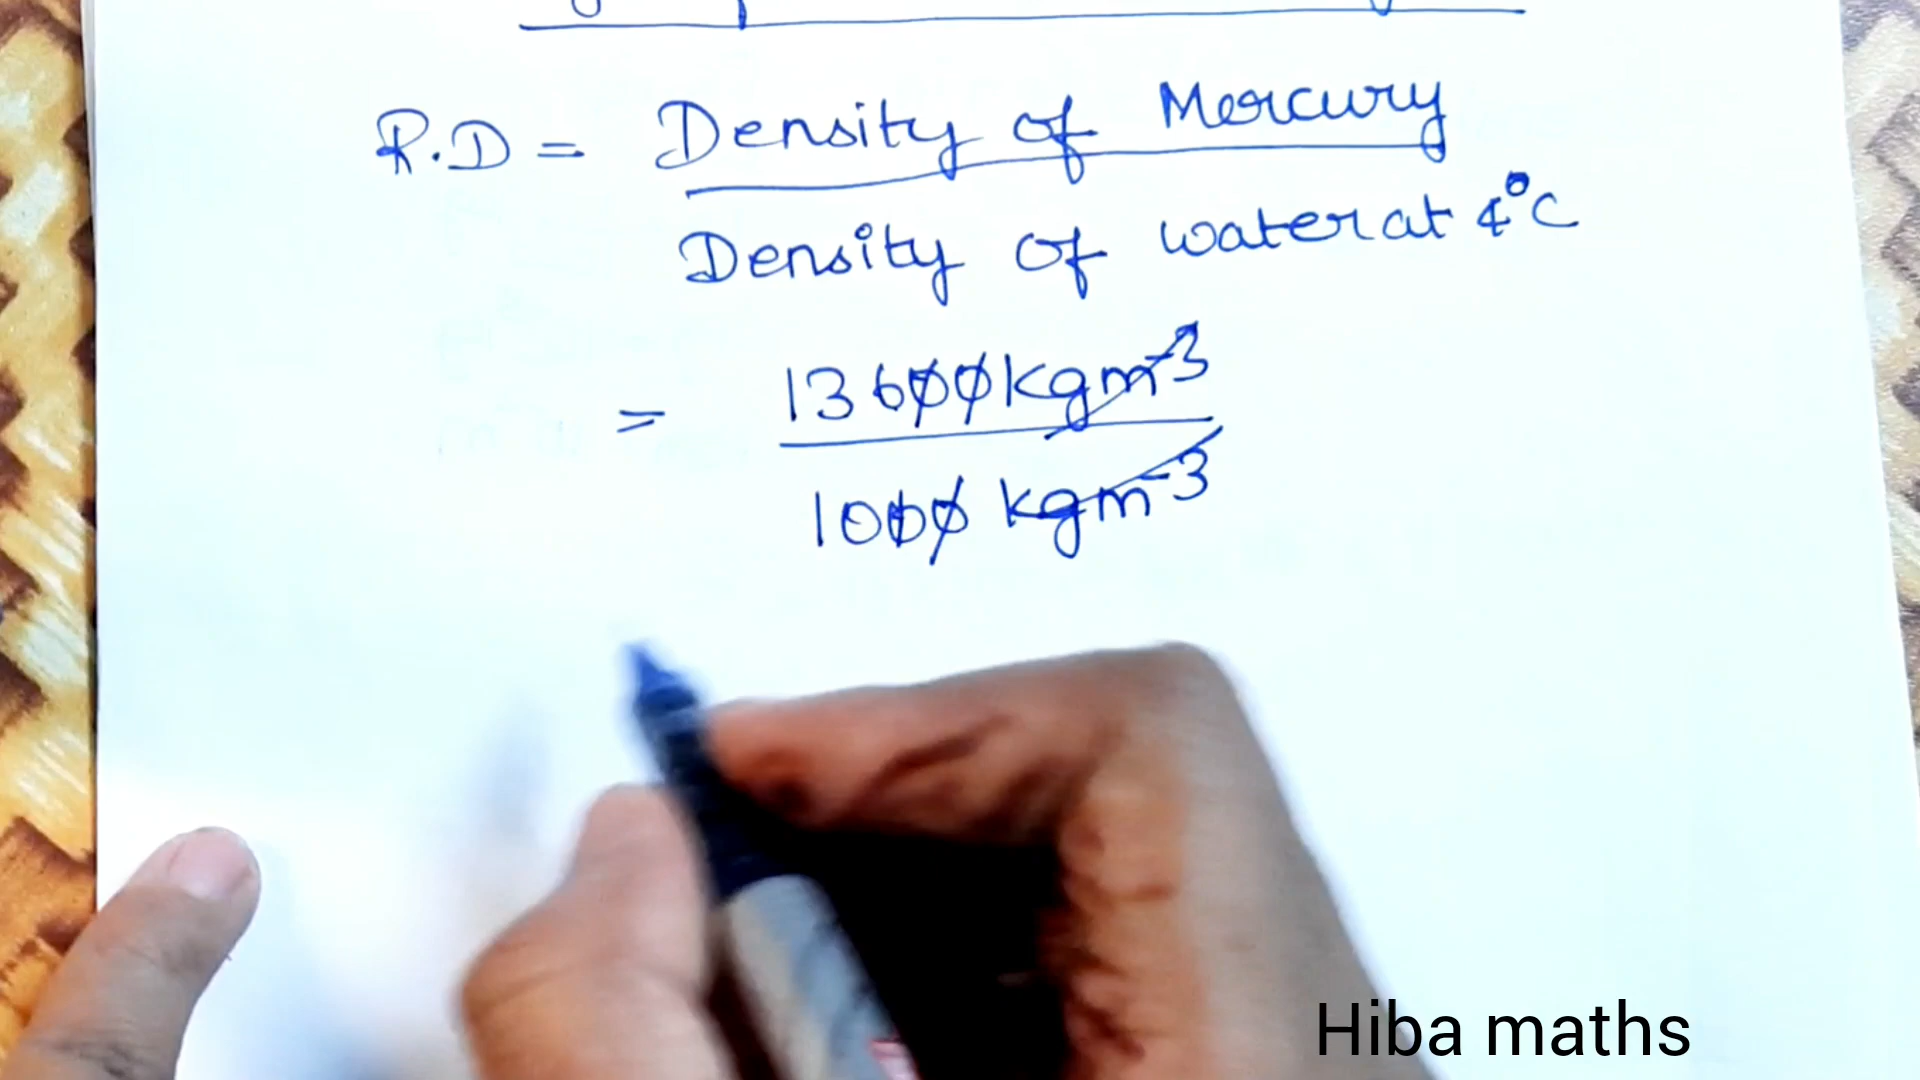 R.D = Density of Mercury
Density of water at 4°C
= 13600 kgm⁻³
1000 kgm⁻³
Hiba maths